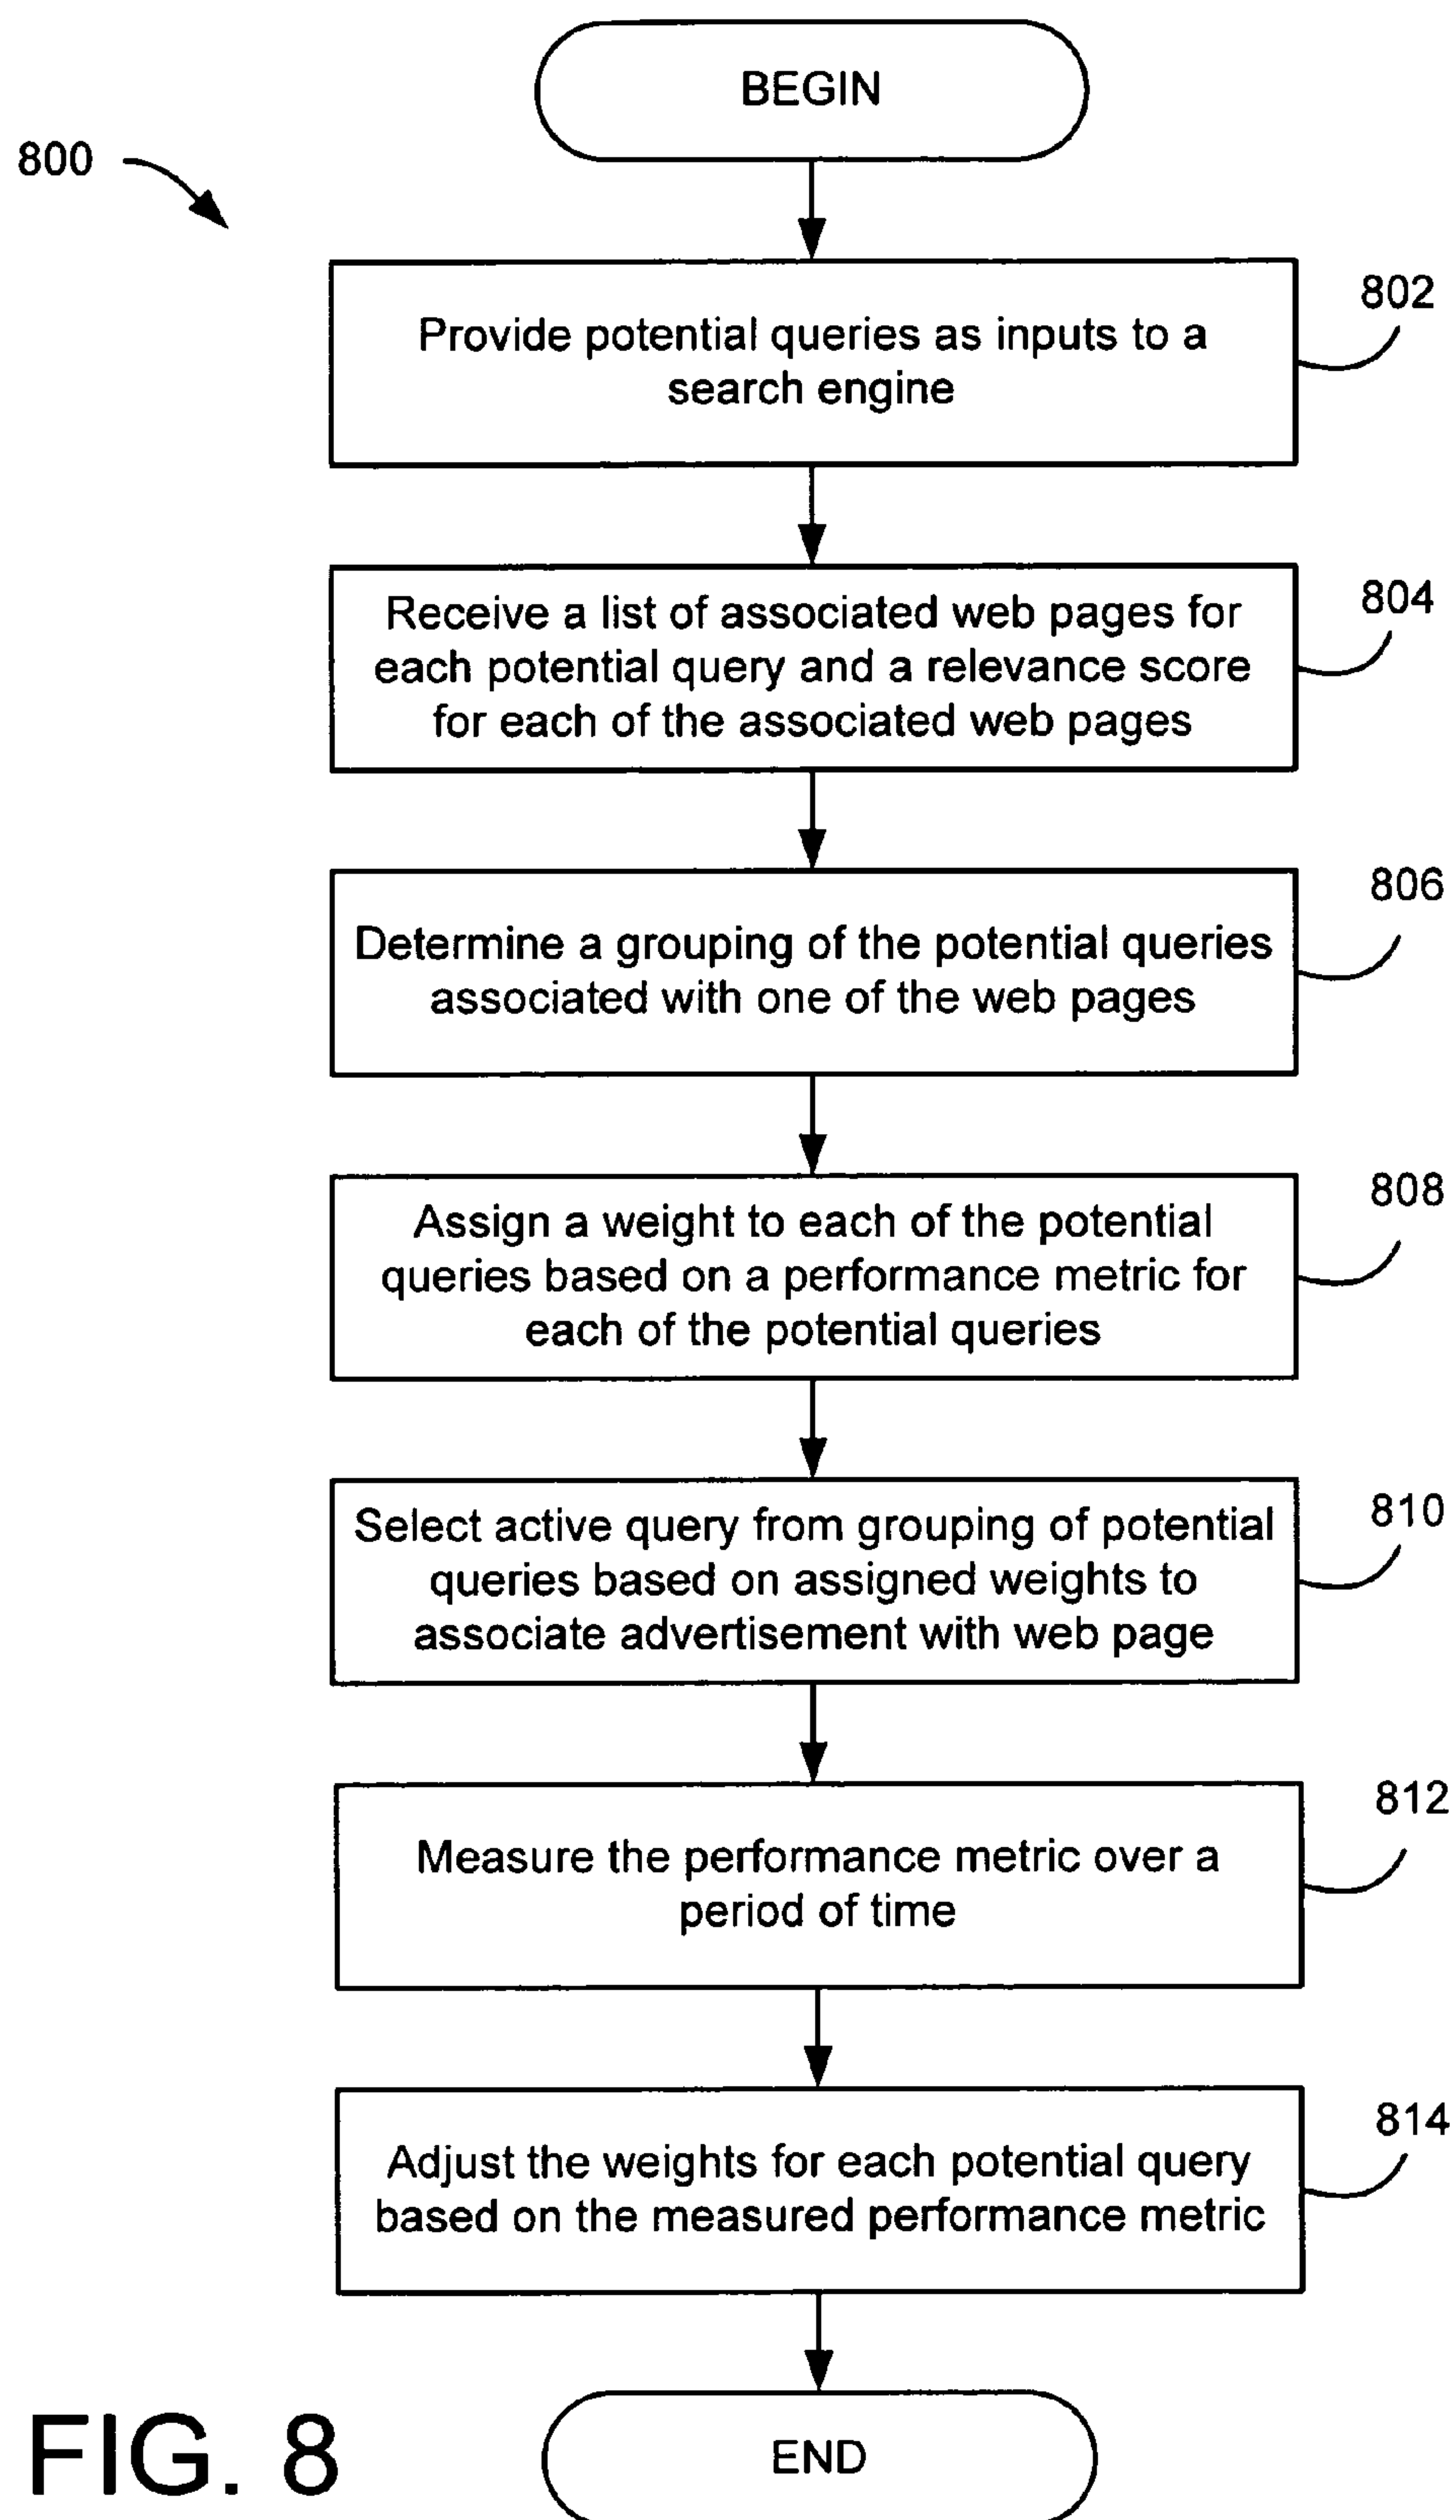 BEGIN
800
802
Provide potential queries as inputs to a
search engine
804
Receive a list of associated web pages for
each potential query and a relevance score
for each of the associated web pages
806
Determine a grouping of the potential queries
associated with one of the web pages
808
Assign a weight to each of the potential
queries based on a performance metric for
each of the potential queries
810
Select active query from grouping of potential
queries based on assigned weights to
associate advertisement with web page
812
Measure the performance metric over a
period of time
814
Adjust the weights for each potential query
based on the measured performance metric
END
FIG. 8